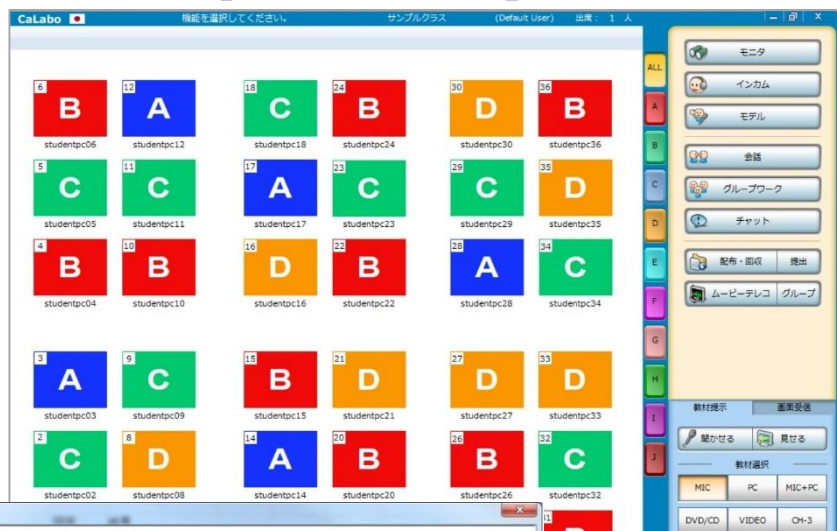 CaLabo 機能を選択してください。 サンプルクラス (Default User) 出席: 1 人
6 B studentpc06
12 A studentpc12
18 C studentpc18
24 B studentpc24
30 D studentpc30
36 B studentpc36
5 C studentpc05
11 C studentpc11
17 A studentpc17
23 C studentpc23
29 C studentpc29
35 D studentpc35
4 B studentpc04
10 B studentpc10
16 D studentpc16
22 B studentpc22
28 A studentpc28
34 C studentpc34
3 A studentpc03
9 C studentpc09
15 B studentpc15
21 D studentpc21
27 D studentpc27
33 D studentpc33
2 C studentpc02
8 D studentpc08
14 A studentpc14
20 B studentpc20
26 B studentpc26
32 C studentpc32
ALL
A
B
C
D
E
F
G
H
I
J
モニタ
インカム
モデル
会話
グループワーク
チャット
配布・回収 提出
ムービーテレコ グループ
教材提示 画面受信
聞かせる 見せる
教材選択
MIC PC MIC+PC
DVD/CD VIDEO CH-3